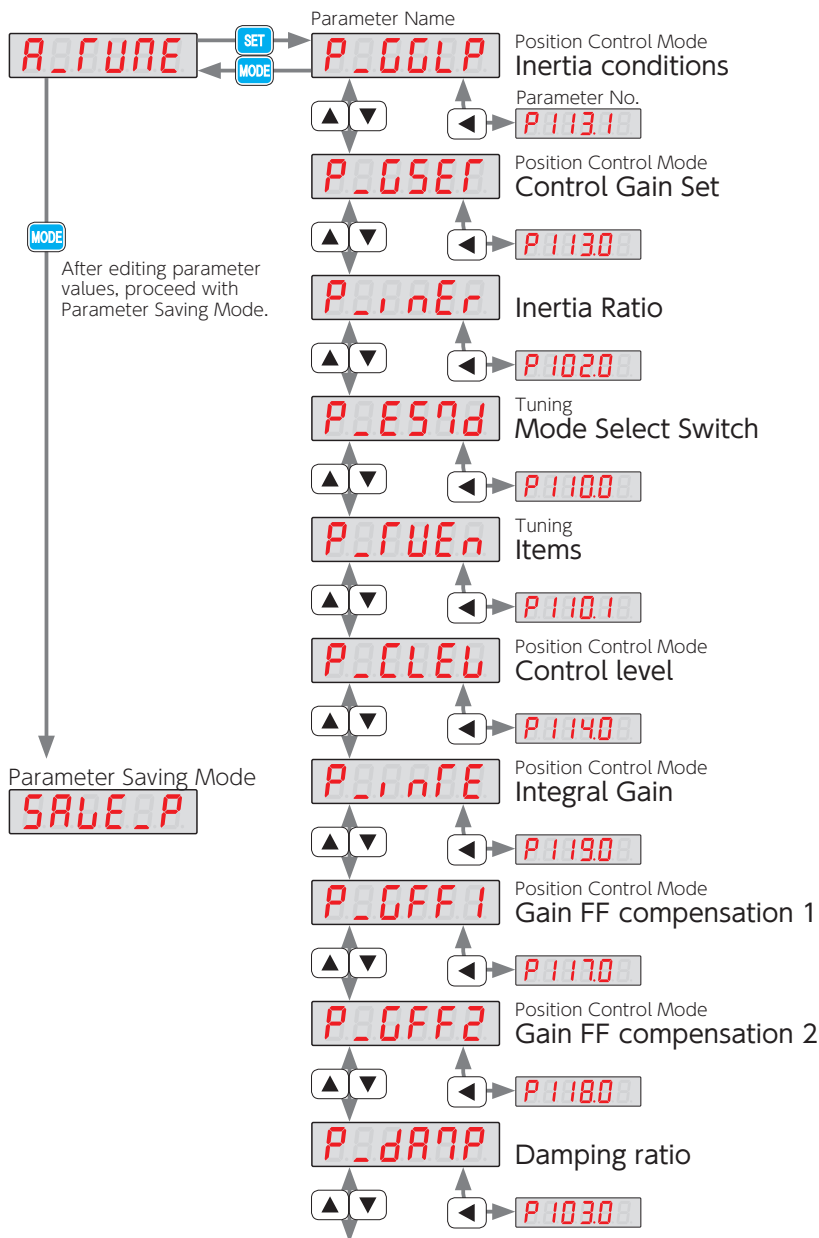 Parameter Name
A_TUNE
SET
MODE
P_GGLP
Position Control Mode
Inertia conditions
Parameter No.
P113.1
P_GSET
Position Control Mode
Control Gain Set
P113.0
MODE
After editing parameter
values, proceed with
Parameter Saving Mode.
P_inEr
Inertia Ratio
P102.0
P_ESMd
Tuning
Mode Select Switch
P110.0
P_TUEn
Tuning
Items
P110.1
P_CLEV
Position Control Mode
Control level
P114.0
Parameter Saving Mode
SAVE_P
P_inTE
Position Control Mode
Integral Gain
P119.0
P_GFF1
Position Control Mode
Gain FF compensation 1
P117.0
P_GFF2
Position Control Mode
Gain FF compensation 2
P118.0
P_dAMP
Damping ratio
P103.0